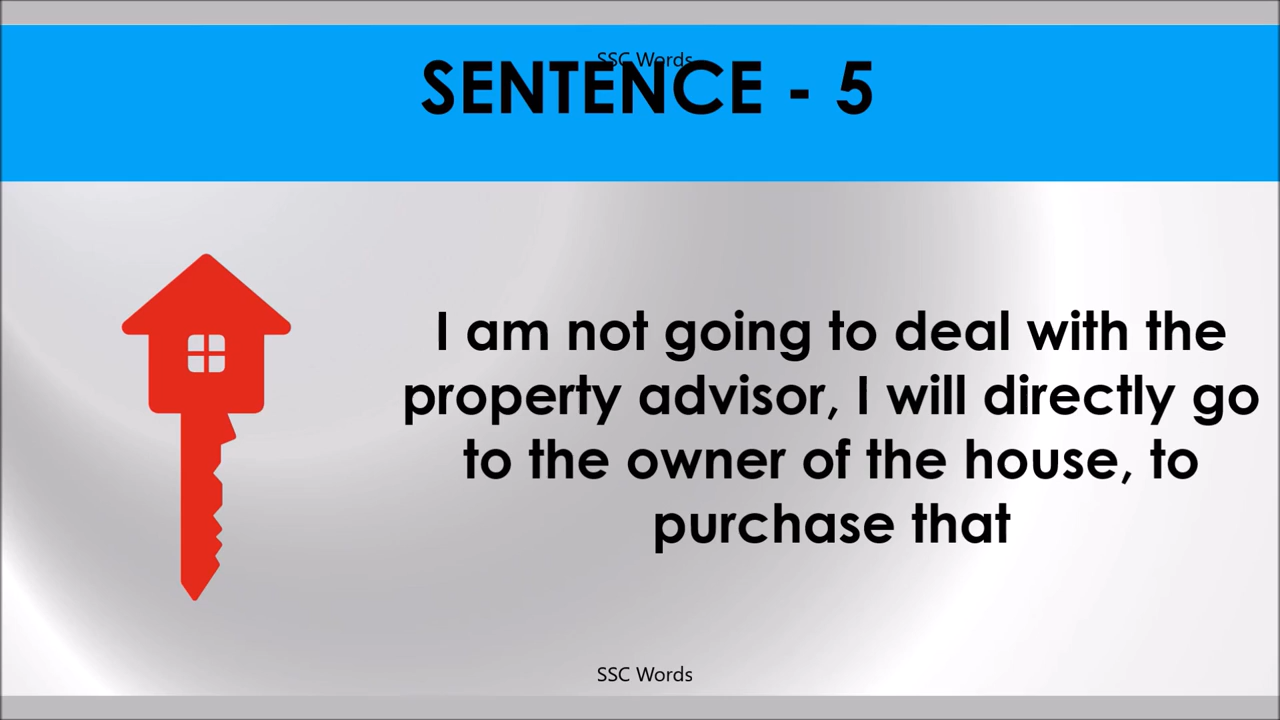 SSC Words
SENTENCE - 5
I am not going to deal with the
property advisor, I will directly go
to the owner of the house, to
purchase that
SSC Words